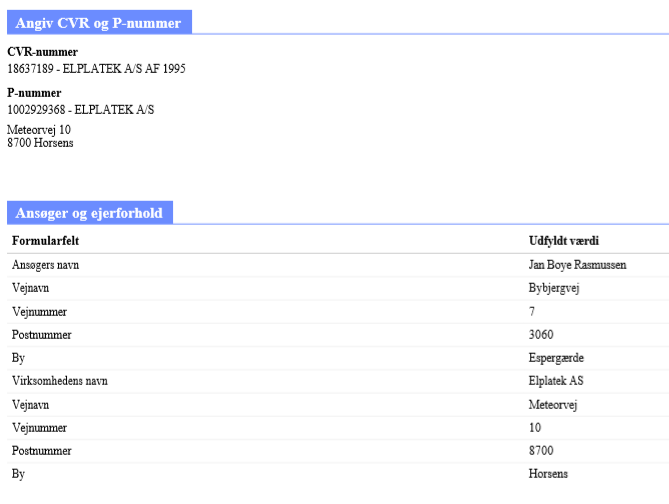 Angiv CVR og P-nummer
CVR-nummer
18637189 - ELPLATEK A/S AF 1995
P-nummer
1002929368 - ELPLATEK A/S
Meteorvej 10
8700 Horsens
Ansøger og ejerforhold
Formularfelt Udfyldt værdi
Ansøgers navn Jan Boye Rasmussen
Vejnavn Bybjergvej
Vejnummer 7
Postnummer 3060
By Espergærde
Virksomhedens navn Elplatek AS
Vejnavn Meteorvej
Vejnummer 10
Postnummer 8700
By Horsens